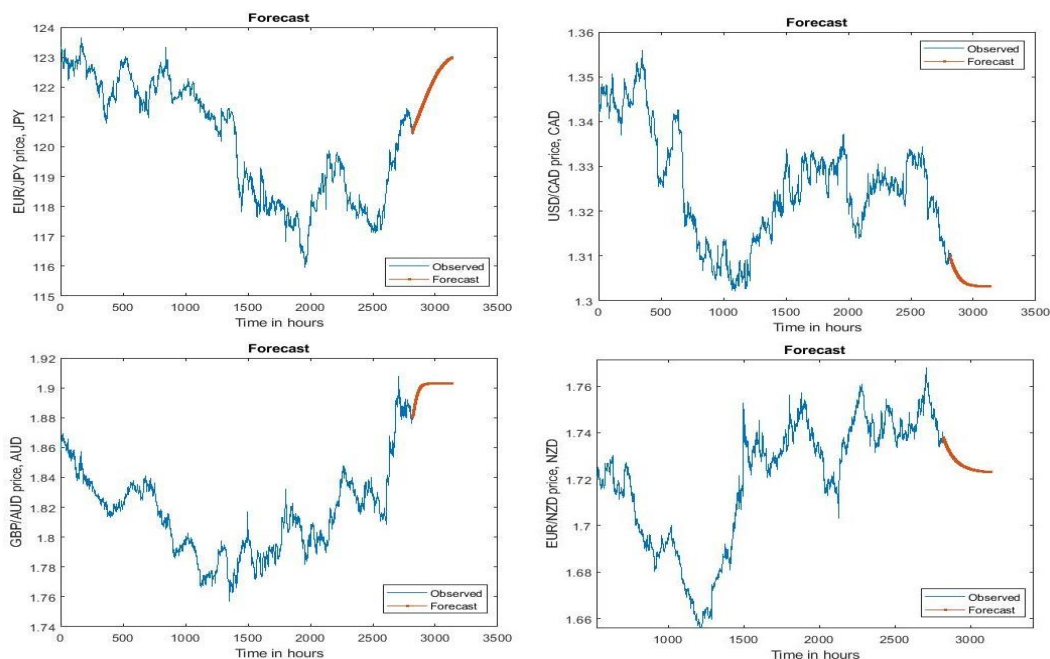 Forecast
124
123
122
121
120
119
118
117
116
115
EUR/JPY price, JPY
0 500 1000 1500 2000 2500 3000 3500
Time in hours
Observed
Forecast
Forecast
1.36
1.35
1.34
1.33
1.32
1.31
1.3
USD/CAD price, CAD
0 500 1000 1500 2000 2500 3000 3500
Time in hours
Observed
Forecast
Forecast
1.92
1.9
1.88
1.86
1.84
1.82
1.8
1.78
1.76
1.74
GBP/AUD price, AUD
0 500 1000 1500 2000 2500 3000 3500
Time in hours
Observed
Forecast
Forecast
1.76
1.74
1.72
1.7
1.68
1.66
EUR/NZD price, NZD
1000 1500 2000 2500 3000
Time in hours
Observed
Forecast